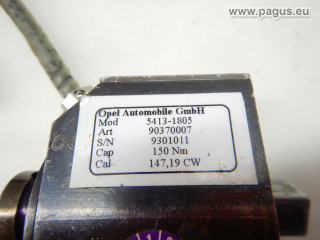 www.pagus.eu
Opel Automobile GmbH
Mod 5413-1805
Art 90370007
S/N 9301011
Cap 150 Nm
Cal 147,19 CW